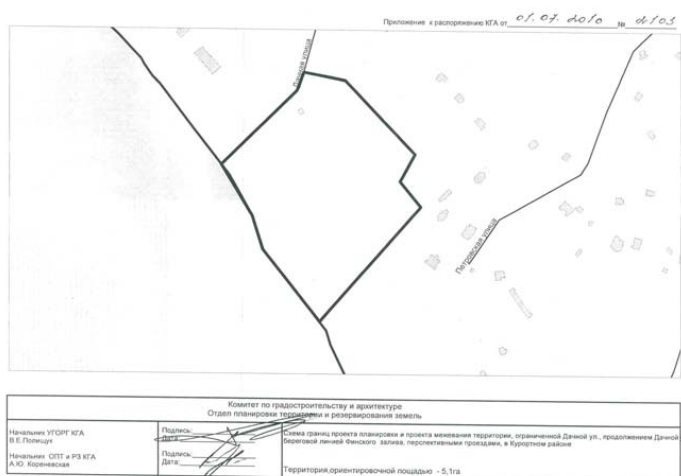 Приложение к распоряжению КГА от 01.07.2010 №
Дачная улица
Петровская улица
Комитет по градостроительству и архитектуре
Отдел планировки территории и резервирования земель
Начальник УГОРГ КГА
В.Е.Полищук
Подпись:
Дата:
Начальник ОПТ и РЗ КГА
А.Ю. Кореневская
Подпись:
Дата:
Схема границ проекта планировки и проекта межевания территории, ограниченной Дачной ул., продолжением Дачной
береговой линией Финского залива, перспективными проездами, в Курортном районе
Территория,ориентировочной площадью - 5,1га